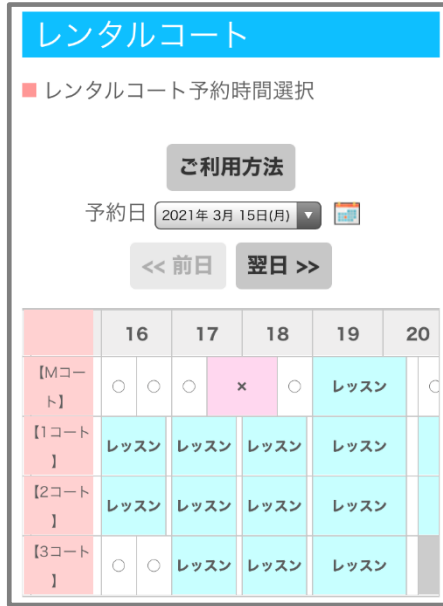 レンタルコート
レンタルコート予約時間選択
ご利用方法
予約日 2021年 3月 15日(月)
<< 前日 翌日 >>
16 17 18 19 20
【Mコート】 ○ ○ ○ × ○ レッスン ○
【1コート】 レッスン レッスン レッスン レッスン
【2コート】 レッスン レッスン レッスン レッスン
【3コート】 ○ ○ レッスン レッスン レッスン